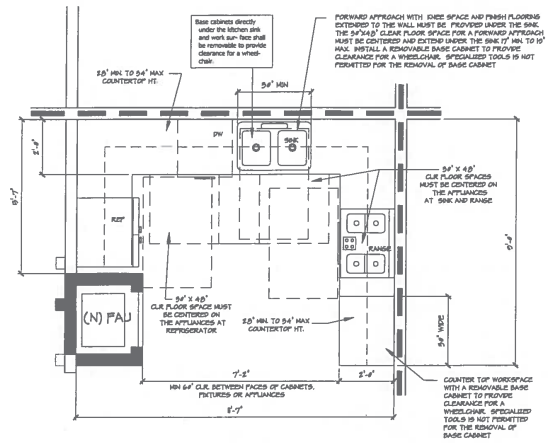 Base cabinets directly
under the kitchen sink
and work sur- face shall
be removable to provide
clearance for a wheel-
chair.
FORWARD APPROACH WITH KNEE SPACE AND FINISH FLOORING
EXTENDED TO THE WALL MUST BE PROVIDED UNDER THE SINK
THE 30"X48" CLEAR FLOOR SPACE FOR A FORWARD APPROACH
MUST BE CENTERED AND EXTEND UNDER THE SINK 17" MIN. TO 19"
MAX. INSTALL A REMOVABLE BASE CABINET TO PROVIDE
CLEARANCE FOR A WHEELCHAIR. SPECIALIZED TOOLS IS NOT
PERMITTED FOR THE REMOVAL OF BASE CABINET
28" MIN. TO 34" MAX
COUNTERTOP HT.
30" MIN
DW
SINK
2'-0"
30" X 48"
CLR FLOOR SPACES
MUST BE CENTERED ON
THE APPLIANCES
AT SINK AND RANGE
REF
RANGE
30" X 48"
CLR FLOOR SPACE MUST
BE CENTERED ON
THE APPLIANCES AT
REFRIGERATOR
28" MIN. TO 34" MAX
COUNTERTOP HT.
(N) FAU
30" WIDE
7'-2"
2'-0"
MIN 60" CLR. BETWEEN FACES OF CABINETS,
FIXTURES OR APPLIANCES
COUNTER TOP WORKSPACE
WITH A REMOVABLE BASE
CABINET TO PROVIDE
CLEARANCE FOR A
WHEELCHAIR. SPECIALIZED
TOOLS IS NOT PERMITTED
FOR THE REMOVAL OF
BASE CABINET